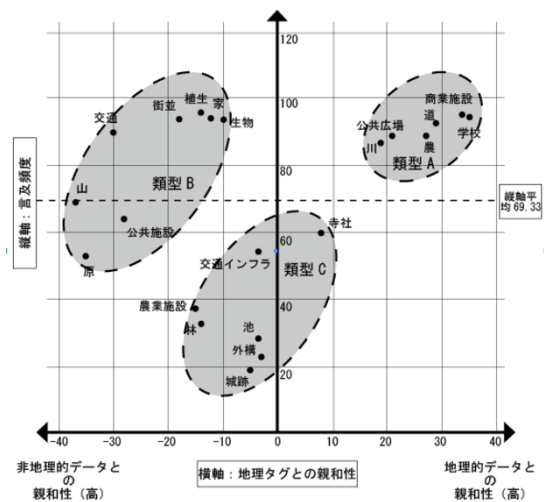 120
100
80
60
40
20
縦軸：言及頻度
交通
街並
植生
家
生物
類型 B
山
公共施設
原
商業施設
道
公共広場
川
農
学校
類型 A
縦軸平
均 69.33
寺社
交通インフラ
類型 C
農業施設
林
池
外構
城跡
-40
-30
-20
-10
0
10
20
30
40
非地理的データと
の
親和性（高）
横軸：地理タグとの親和性
地理的データと
の
親和性（高）